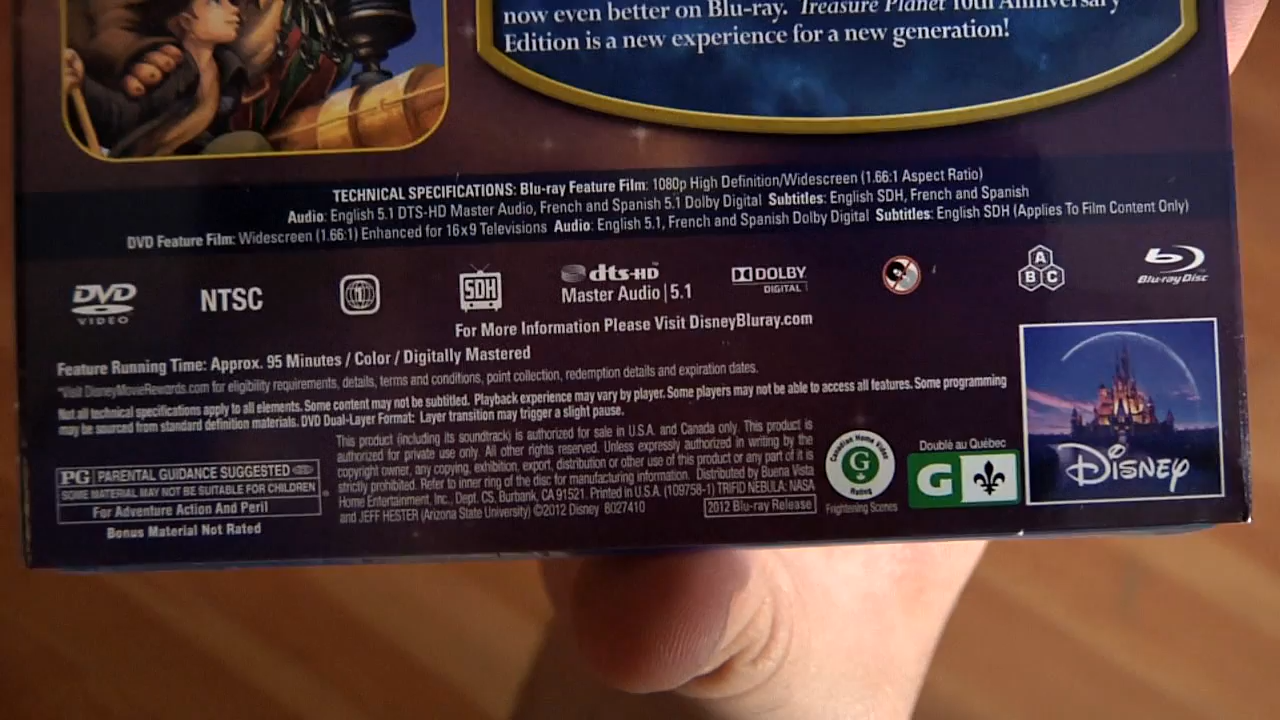 now even better on Blu-ray. Treasure Planet 10th Anniversary
Edition is a new experience for a new generation!
TECHNICAL SPECIFICATIONS: Blu-ray Feature Film: 1080p High Definition/Widescreen (1.66:1 Aspect Ratio)
Audio: English 5.1 DTS-HD Master Audio, French and Spanish 5.1 Dolby Digital Subtitles: English SDH, French and Spanish
DVD Feature Film: Widescreen (1.66:1) Enhanced for 16x9 Televisions Audio: English 5.1, French and Spanish Dolby Digital Subtitles: English SDH (Applies To Film Content Only)
DVD VIDEO
NTSC
1
SDH
dts-HD
Master Audio | 5.1
DOLBY
DIGITAL
A
B C
Blu-ray Disc
For More Information Please Visit DisneyBluray.com
Feature Running Time: Approx. 95 Minutes / Color / Digitally Mastered
*Visit DisneyMovieRewards.com for eligibility requirements, details, terms and conditions, point collection, redemption details and expiration dates.
Not all technical specifications apply to all elements. Some content may not be subtitled. Playback experience may vary by player. Some players may not be able to access all features. Some programming
may be sourced from standard definition materials. DVD Dual-Layer Format: Layer transition may trigger a slight pause.
PG PARENTAL GUIDANCE SUGGESTED
SOME MATERIAL MAY NOT BE SUITABLE FOR CHILDREN
For Adventure Action And Peril
Bonus Material Not Rated
This product (including its soundtrack) is authorized for sale in U.S.A. and Canada only. This product is
authorized for private use only. All other rights reserved. Unless expressly authorized in writing by the
copyright owner, any copying, exhibition, export, distribution or other use of this product or any part of it is
strictly prohibited. Refer to inner ring of the disc for manufacturing information. Distributed by Buena Vista
Home Entertainment, Inc., Dept. CS, Burbank, CA 91521. Printed in U.S.A. (109758-1) TRIFID NEBULA: NASA
and JEFF HESTER (Arizona State University) ©2012 Disney 8027410
2012 Blu-ray Release
Canadian Home Video
G
Rating
Frightening Scenes
Doublé au Québec
G
Disney